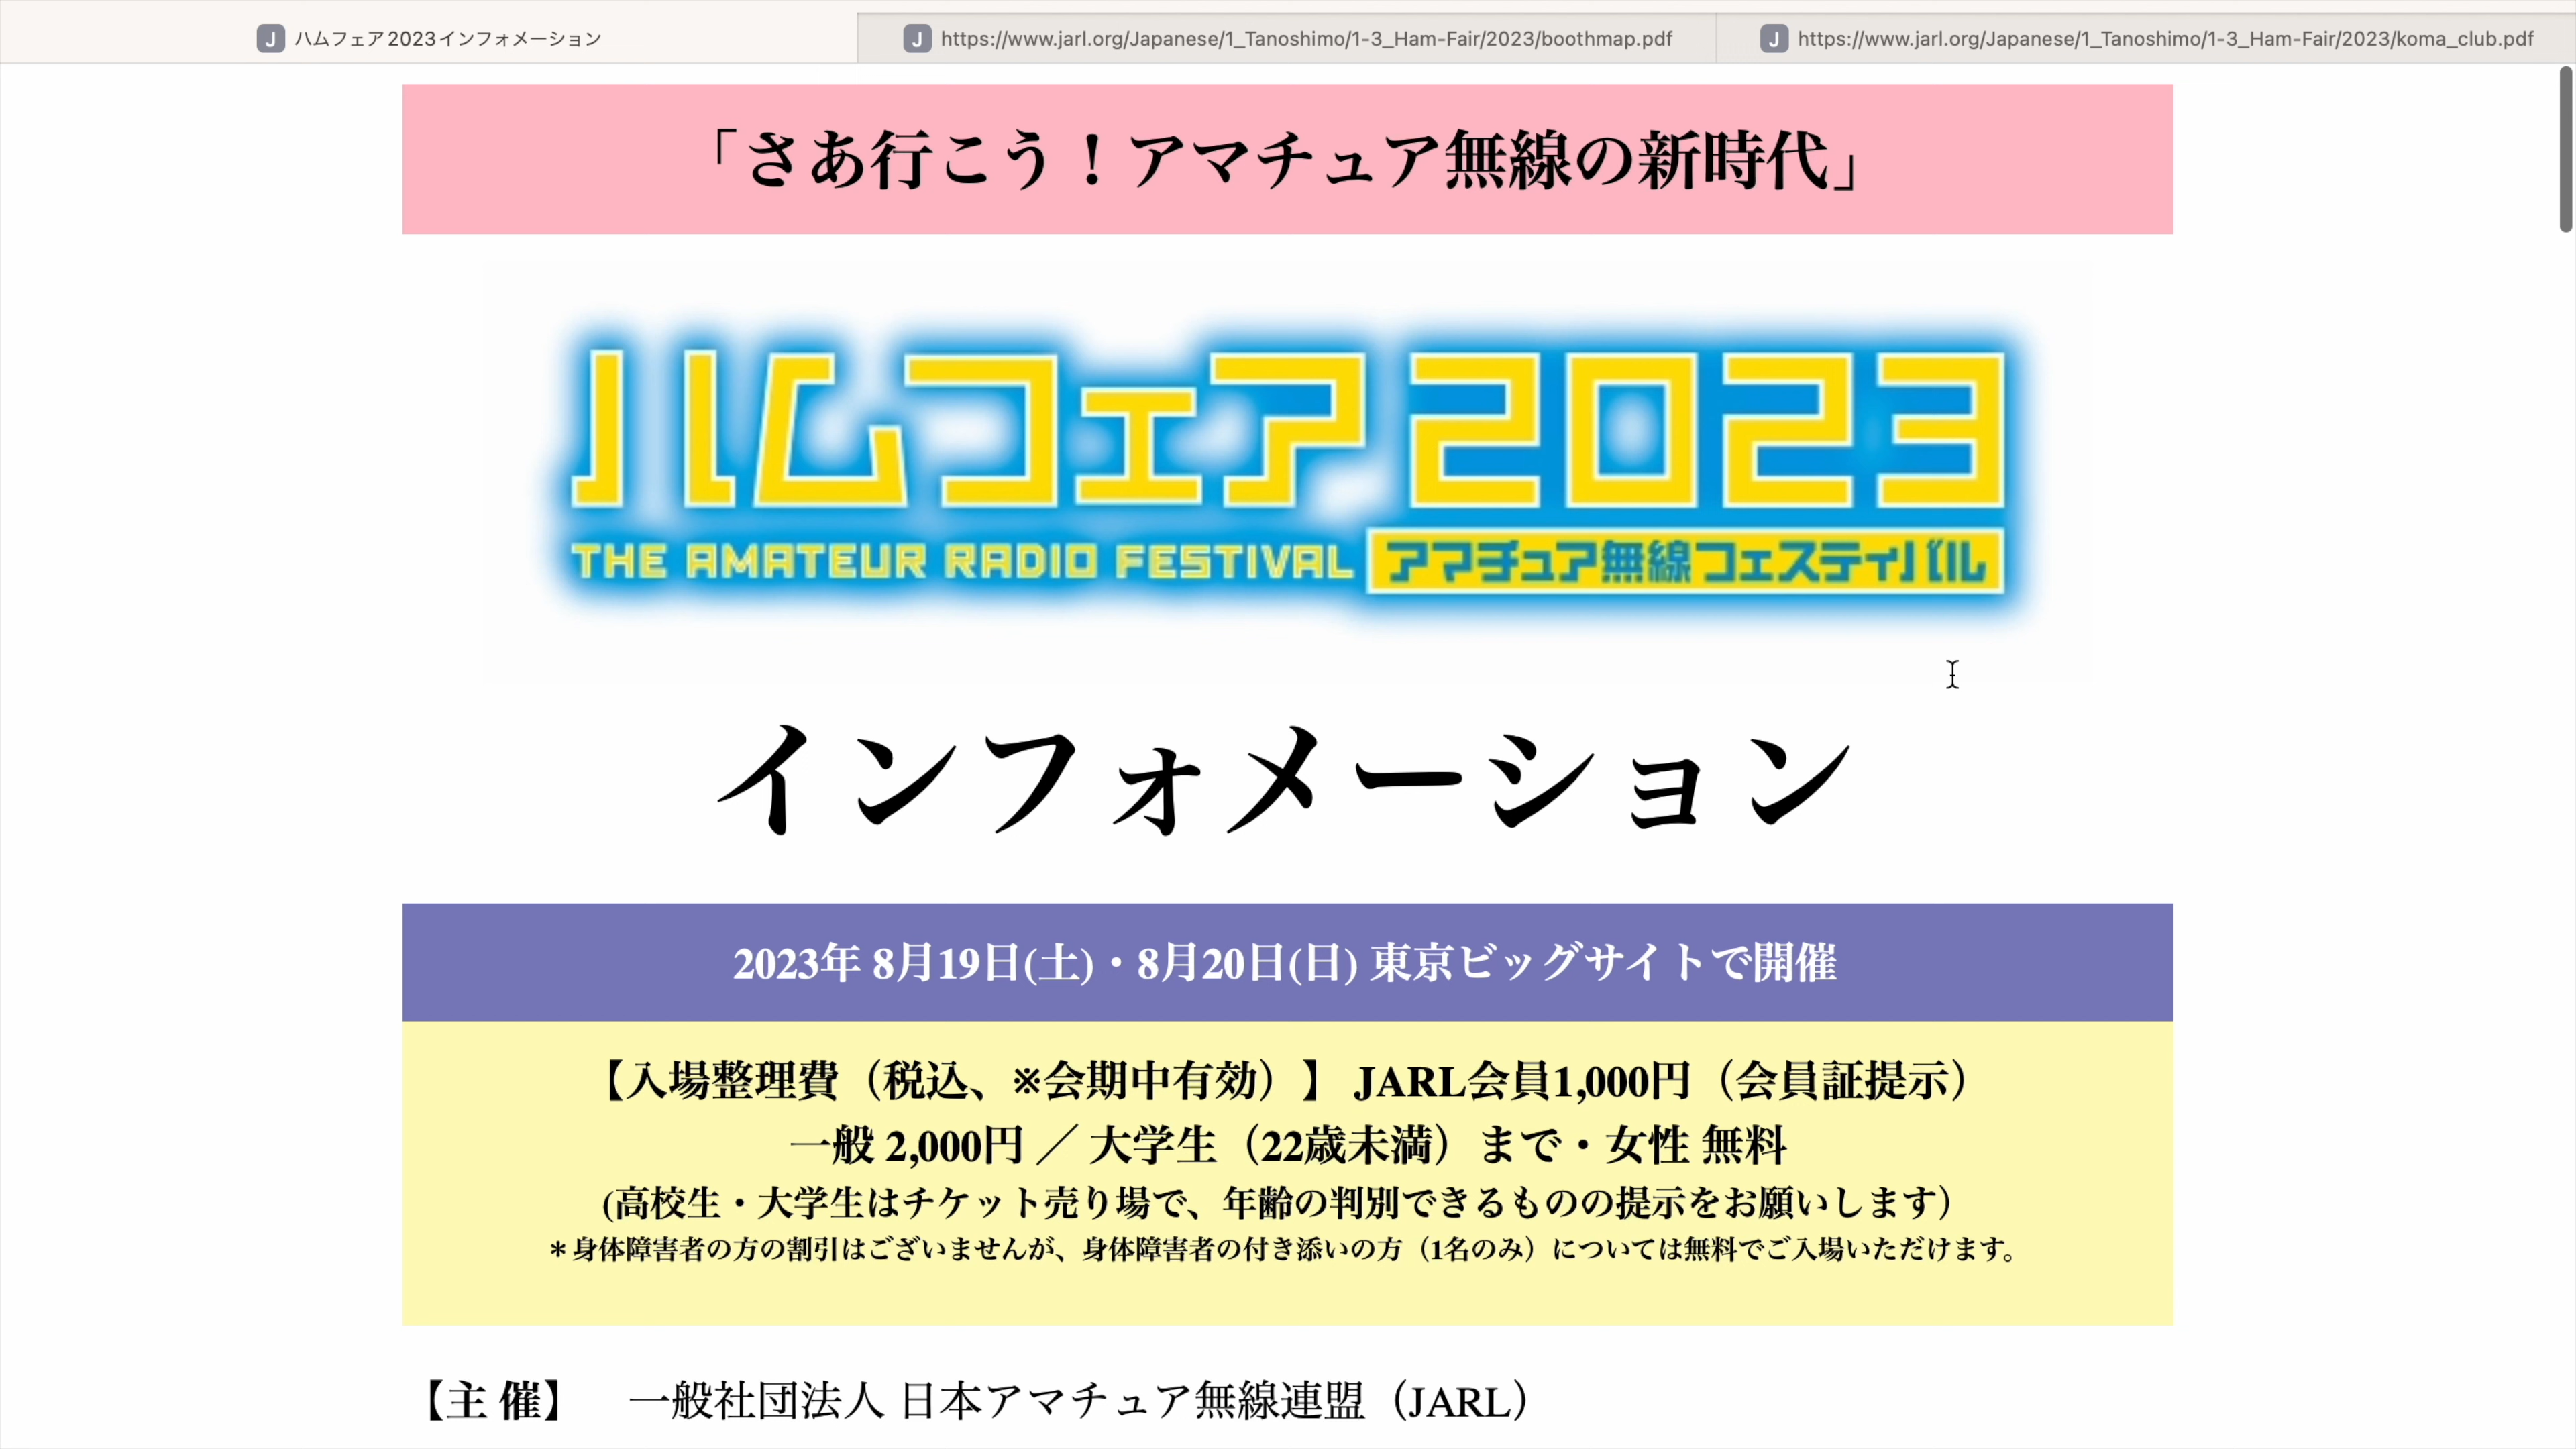 J ハムフェア2023インフォメーション
J https://www.jarl.org/Japanese/1_Tanoshimo/1-3_Ham-Fair/2023/boothmap.pdf
J https://www.jarl.org/Japanese/1_Tanoshimo/1-3_Ham-Fair/2023/koma_club.pdf
「さあ行こう！アマチュア無線の新時代」
ハムフェア2023
THE AMATEUR RADIO FESTIVAL アマチュア無線フェスティバル
インフォメーション
2023年 8月19日(土)・8月20日(日) 東京ビッグサイトで開催
【入場整理費（税込、※会期中有効）】 JARL会員1,000円（会員証提示）
一般 2,000円 ／ 大学生（22歳未満）まで・女性 無料
(高校生・大学生はチケット売り場で、年齢の判別できるものの提示をお願いします）
＊身体障害者の方の割引はございませんが、身体障害者の付き添いの方（1名のみ）については無料でご入場いただけます。
【主 催】 一般社団法人 日本アマチュア無線連盟（JARL）